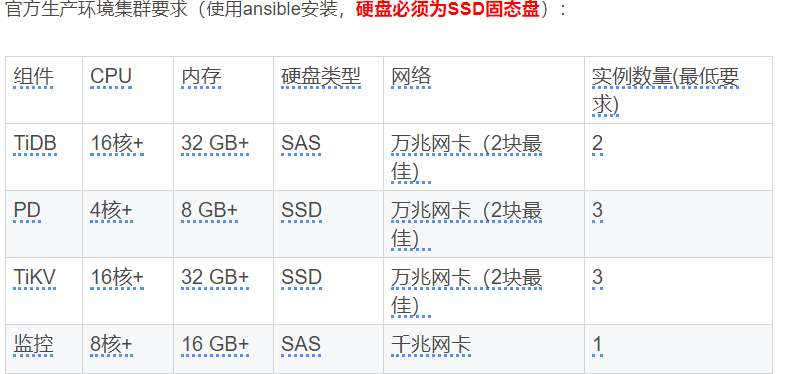 官方生产环境集群要求（使用ansible安装，硬盘必须为SSD固态盘）：
组件 CPU 内存 硬盘类型 网络 实例数量(最低要
求)
TiDB 16核+ 32 GB+ SAS 万兆网卡（2块最 2
佳）
PD 4核+ 8 GB+ SSD 万兆网卡（2块最 3
佳）
TiKV 16核+ 32 GB+ SSD 万兆网卡（2块最 3
佳）
监控 8核+ 16 GB+ SAS 千兆网卡 1